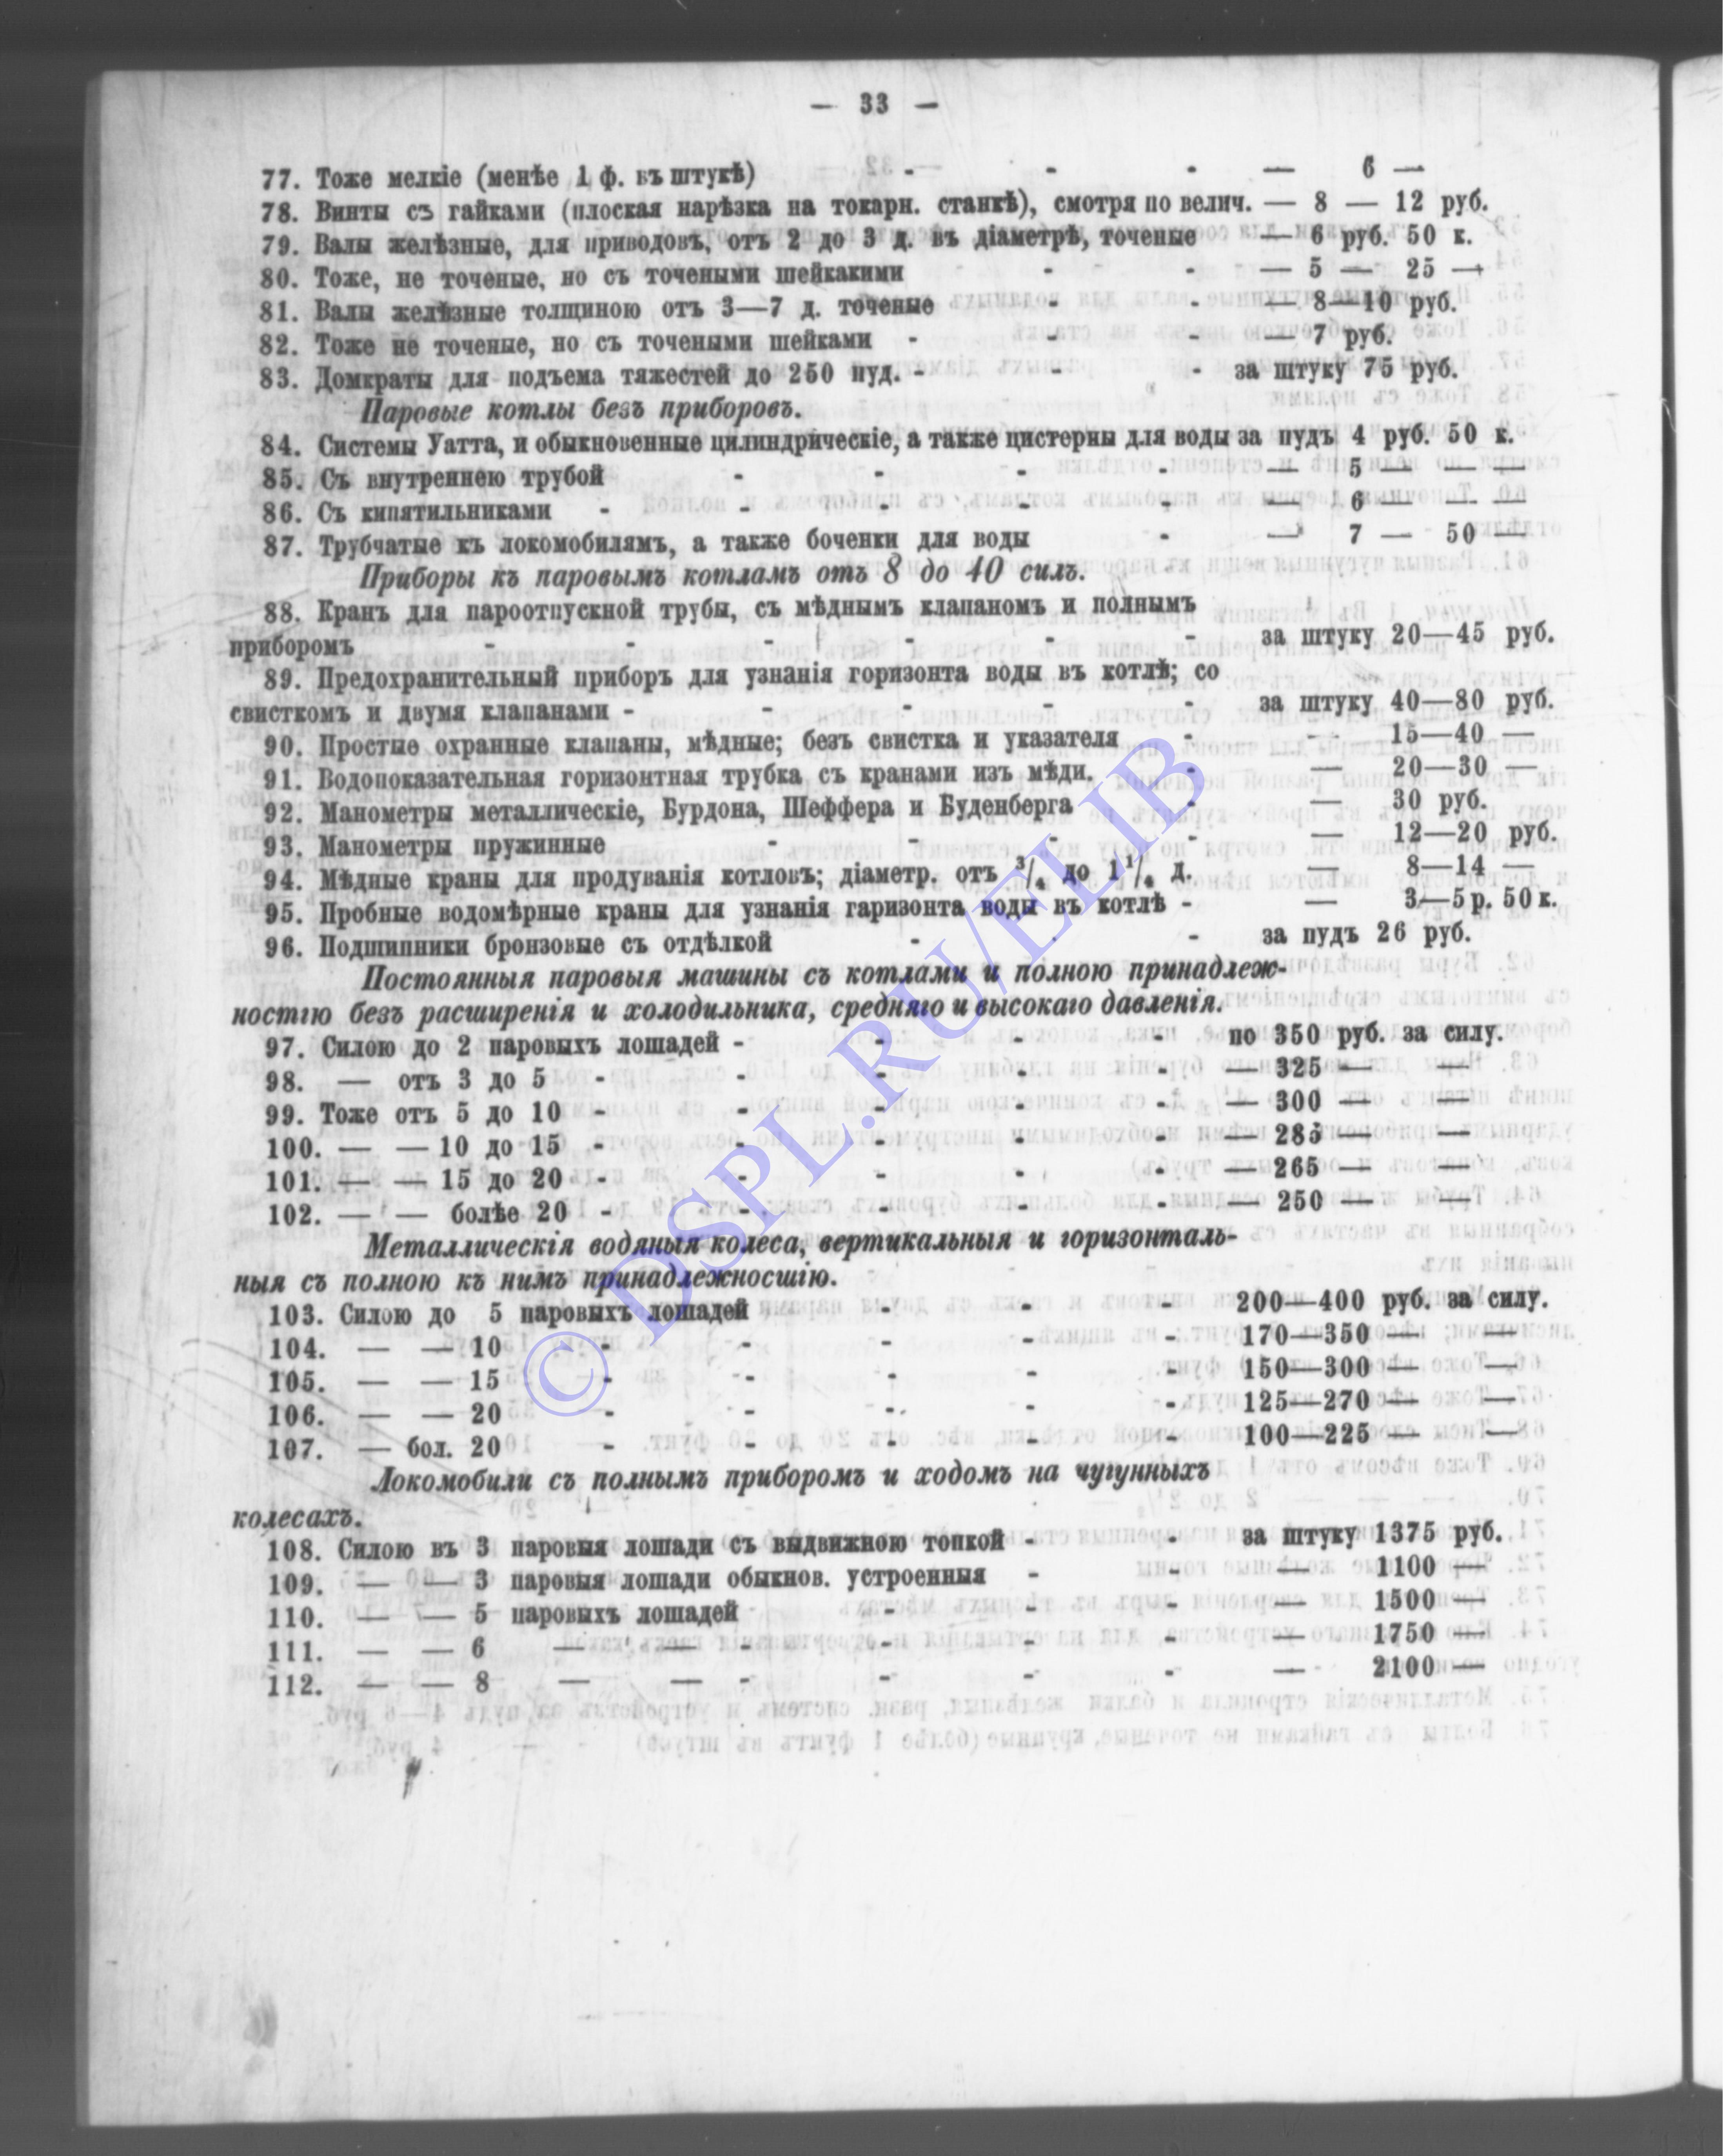 — 33 —
77. Тоже мелкіе (менѣе 1 ф. въ штукѣ) - - - — 6 —
78. Винты съ гайками (плоская нарѣзка на токарн. станкѣ), смотря по велич. — 8 — 12 руб.
79. Валы желѣзные, для приводовъ, отъ 2 до 3 д. въ діаметрѣ, точеные — 6 руб. 50 к.
80. Тоже, не точеные, но съ точеными шейкакими - - — 5 — 25 —
81. Валы желѣзные толщиною отъ 3—7 д. точеные - - — 8—10 руб.
82. Тоже не точеные, но съ точеными шейками - - - — 7 руб.
83. Домкраты для подъема тяжестей до 250 пуд. - - - за штуку 75 руб.
Паровые котлы безъ приборовъ.
84. Системы Уатта, и обыкновенные цилиндрическіе, а также цистерны для воды за пудъ 4 руб. 50 к.
85. Съ внутреннею трубой - - - - — 5 — — —
86. Съ кипятильниками - - - - - — 6 — — —
87. Трубчатые къ локомобилямъ, а также боченки для воды - — 7 — 50 —
Приборы къ паровымъ котламъ отъ 8 до 40 силъ.
88. Кранъ для пароотпускной трубы, съ мѣднымъ клапаномъ и полнымъ
приборомъ - - - - - - за штуку 20—45 руб.
89. Предохранительный приборъ для узнанія горизонта воды въ котлѣ; со
свисткомъ и двумя клапанами - - - - - за штуку 40—80 руб.
90. Простые охранные клапаны, мѣдные; безъ свистка и указателя - - 15—40 —
91. Водопоказательная горизонтная трубка съ кранами изъ мѣди. - — 20—30 —
92. Манометры металлическіе, Бурдона, Шеффера и Буденберга - — 30 руб.
93. Манометры пружинные - - - - — 12—20 руб.
94. Мѣдные краны для продуванія котловъ; діаметр. отъ 3/4 до 1 1/4 д. — 8—14 —
95. Пробные водомѣрные краны для узнанія гаризонта воды въ котлѣ - — 3—5 р. 50 к.
96. Подшипники бронзовые съ отдѣлкой - - - за пудъ 26 руб.
Постоянныя паровыя машины съ котлами и полною принадлеж-
ностію безъ расширенія и холодильника, средняго и высокаго давленія.
97. Силою до 2 паровыхъ лошадей - - - - по 350 руб. за силу.
98. — отъ 3 до 5 - - - - - — 325 — —
99. Тоже отъ 5 до 10 - - - - - — 300 — —
100. — — 10 до 15 - - - - - — 285 — —
101. — — 15 до 20 - - - - - — 265 — —
102. — — болѣе 20 - - - - - — 250 — —
Металлическія водяныя колеса, вертикальныя и горизонталь-
ныя съ полною къ нимъ принадлежносшію.
103. Силою до 5 паровыхъ лошадей - - - 200—400 руб. за силу.
104. — — 10 - - - - - 170—350 — —
105. — — 15 - - - - - 150—300 — —
106. — — 20 - - - - - 125—270 — —
107. — бол. 20 - - - - - 100—225 — —
Локомобили съ полнымъ приборомъ и ходомъ на чугунныхъ
колесахъ.
108. Силою въ 3 паровыя лошади съ выдвижною топкой - - за штуку 1375 руб.
109. — — 3 паровыя лошади обыкнов. устроенныя - - — 1100 —
110. — — 5 паровыхъ лошадей - - - — 1500 —
111. — — 6 — — - - - - — 1750 —
112. — — 8 — — - - - - — 2100 —
© DSPL.RU/ELIB